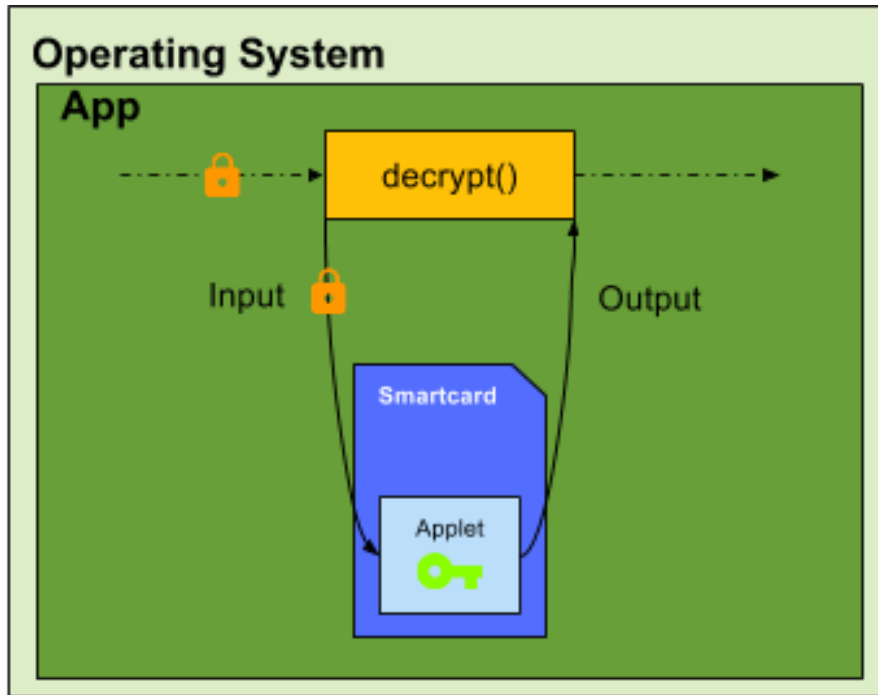 Operating System
App
decrypt()
Input
Output
Smartcard
Applet